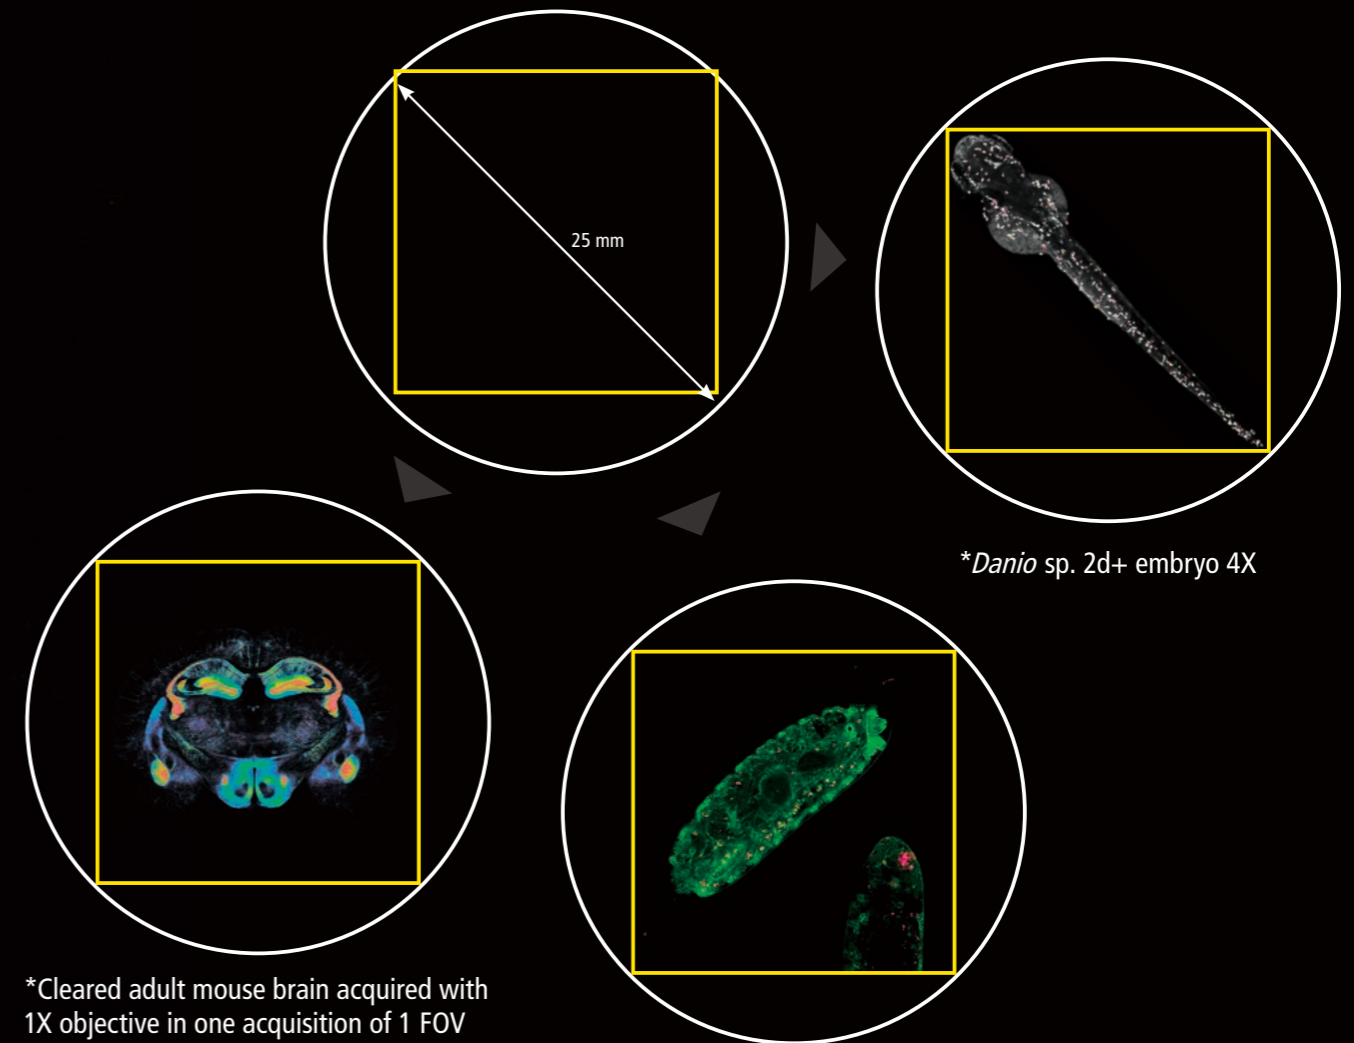 25 mm
*Danio sp. 2d+ embryo 4X
*Cleared adult mouse brain acquired with
1X objective in one acquisition of 1 FOV